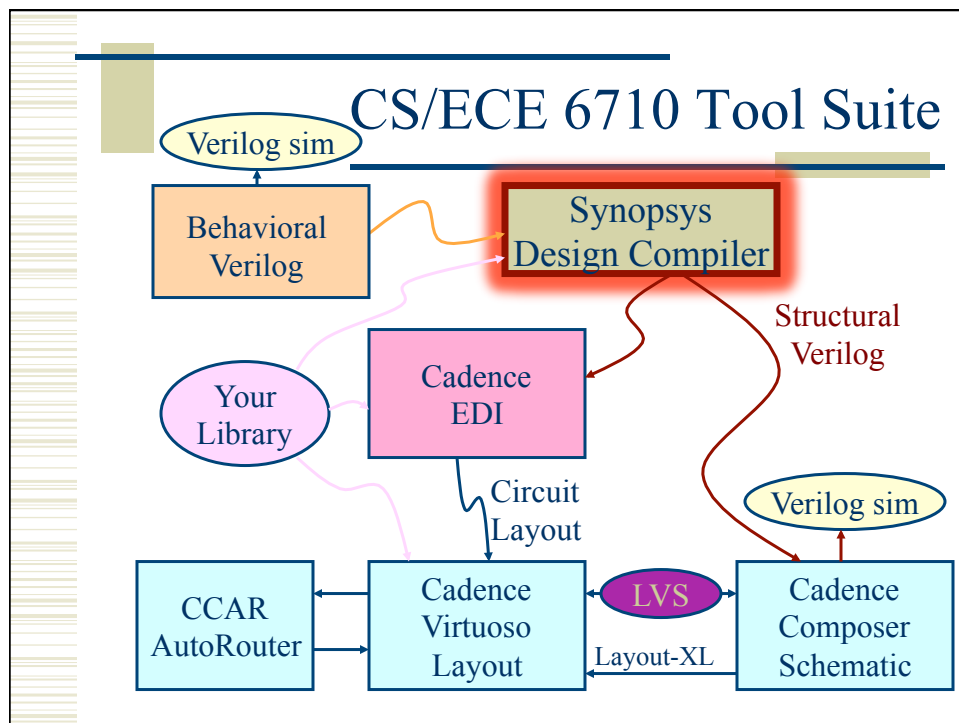 CS/ECE 6710 Tool Suite
Verilog sim
Behavioral
Verilog
Synopsys
Design Compiler
Structural
Verilog
Your
Library
Cadence
EDI
Circuit
Layout
Verilog sim
CCAR
AutoRouter
Cadence
Virtuoso
Layout
LVS
Layout-XL
Cadence
Composer
Schematic